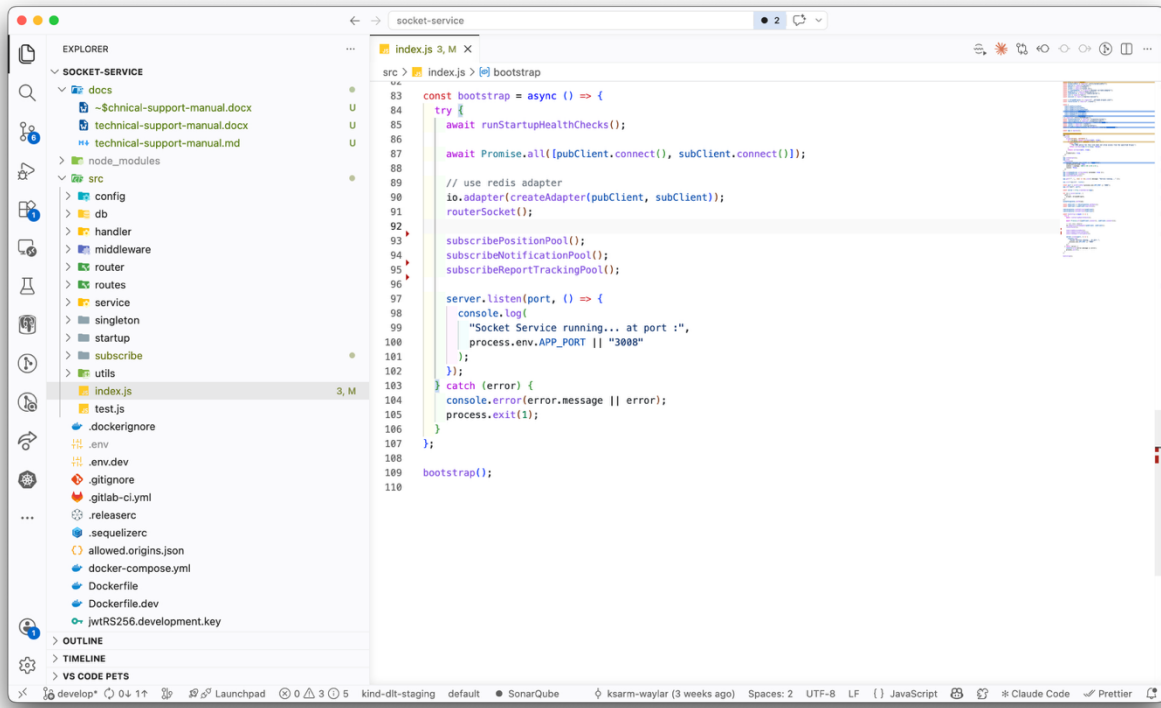 socket-service
2
EXPLORER
SOCKET-SERVICE
docs
~$chnical-support-manual.docx U
technical-support-manual.docx U
technical-support-manual.md U
node_modules
src
config
db
handler
middleware
router
routes
service
singleton
startup
subscribe
utils
index.js 3, M
test.js
.dockerignore
.env
.env.dev
.gitignore
.gitlab-ci.yml
.releaserc
.sequelizerc
allowed.origins.json
docker-compose.yml
Dockerfile
Dockerfile.dev
jwtRS256.development.key
OUTLINE
TIMELINE
VS CODE PETS
6
1
1
index.js 3, M
src > index.js > bootstrap
82
83 const bootstrap = async () => {
84 try {
85 await runStartupHealthChecks();
86
87 await Promise.all([pubClient.connect(), subClient.connect()]);
88
89 // use redis adapter
90 io.adapter(createAdapter(pubClient, subClient));
91 routerSocket();
92
93 subscribePositionPool();
94 subscribeNotificationPool();
95 subscribeReportTrackingPool();
96
97 server.listen(port, () => {
98 console.log(
99 "Socket Service running... at port :",
100 process.env.APP_PORT || "3008"
101 );
102 });
103 } catch (error) {
104 console.error(error.message || error);
105 process.exit(1);
106 }
107 };
108
109 bootstrap();
110
develop* 0↓ 1↑ Launchpad 0 3 5 kind-dlt-staging default SonarQube ksarm-waylar (3 weeks ago) Spaces: 2 UTF-8 LF {} JavaScript Claude Code Prettier